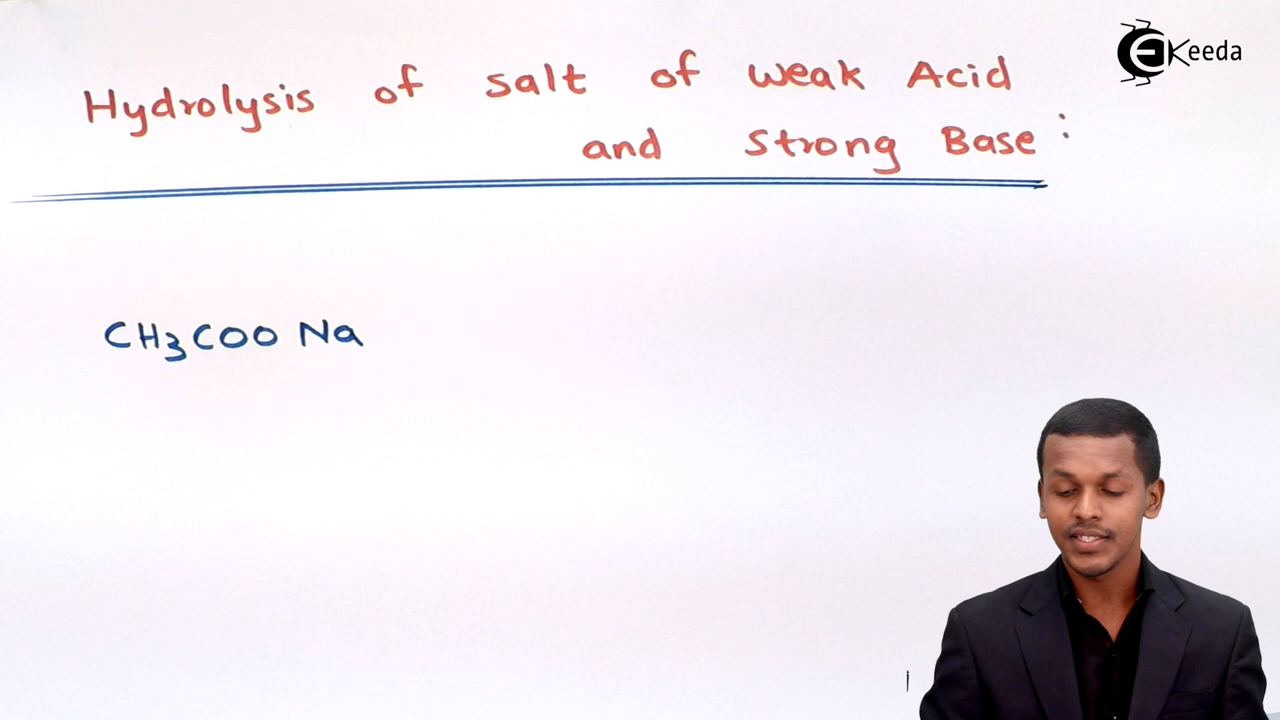 Ekeeda
Hydrolysis of salt of weak Acid
and Strong Base :
CH3COO Na